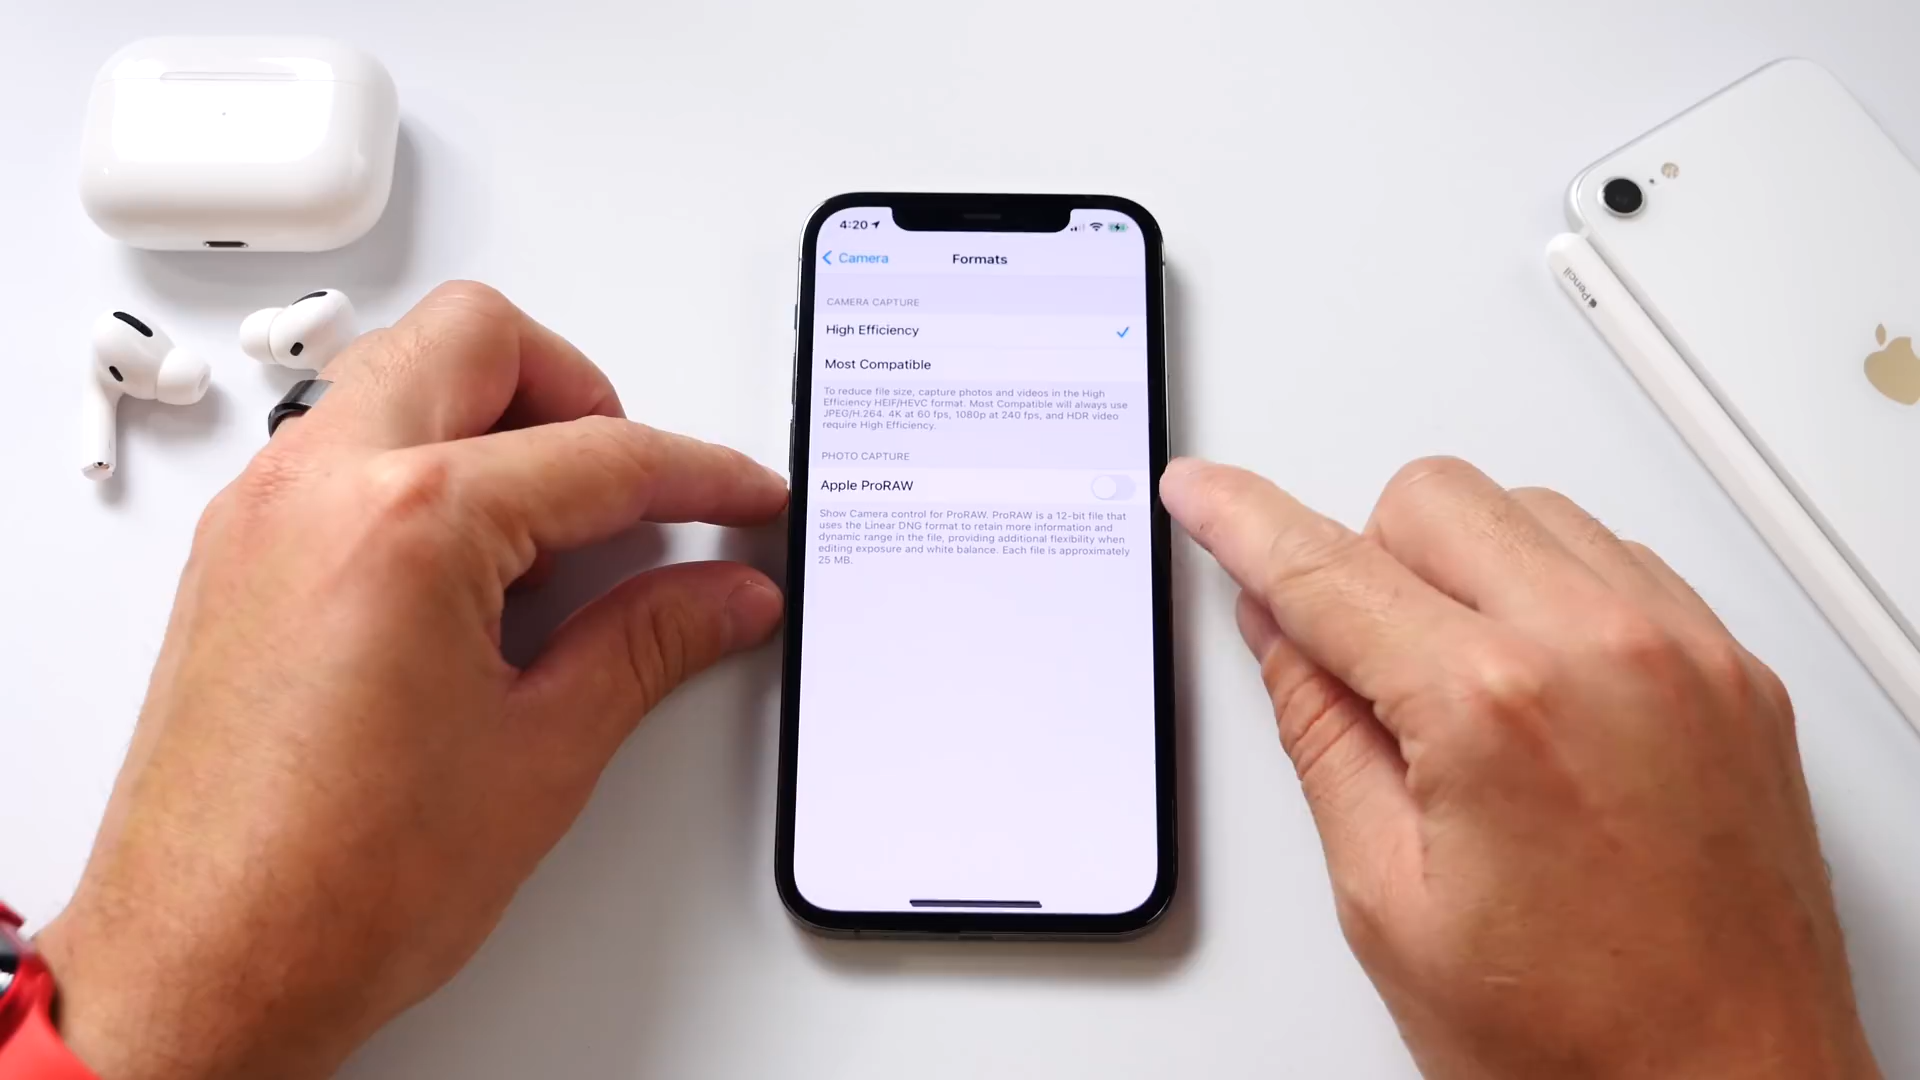 4:20
Camera
Formats
CAMERA CAPTURE
High Efficiency
Most Compatible
To reduce file size, capture photos and videos in the High
Efficiency HEIF/HEVC format. Most Compatible will always use
JPEG/H.264. 4K at 60 fps, 1080p at 240 fps, and HDR video
require High Efficiency.
PHOTO CAPTURE
Apple ProRAW
Show Camera control for ProRAW. ProRAW is a 12-bit file that
uses the Linear DNG format to retain more information and
dynamic range in the file, providing additional flexibility when
editing exposure and white balance. Each file is approximately
25 MB.
Pencil